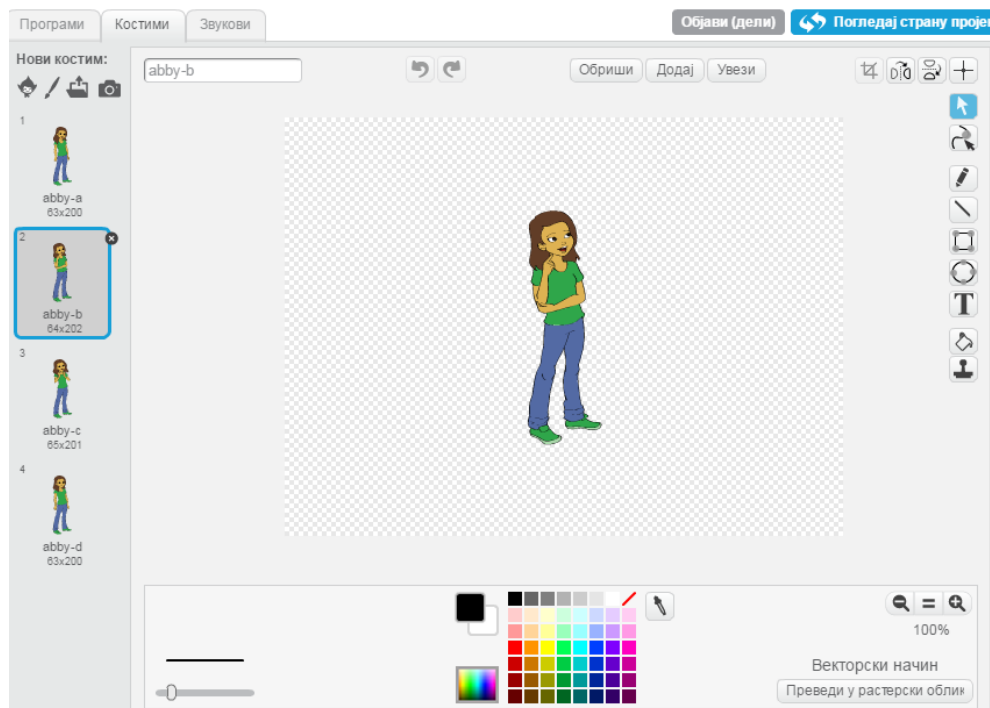 Програми
Костими
Звукови
Објави (дели)
Погледај страну проје
Нови костим:
abby-b
Обриши
Додај
Увези
1
abby-a
63x200
2
abby-b
64x202
3
abby-c
65x201
4
abby-d
63x200
T
100%
Векторски начин
Преведи у растерски облик